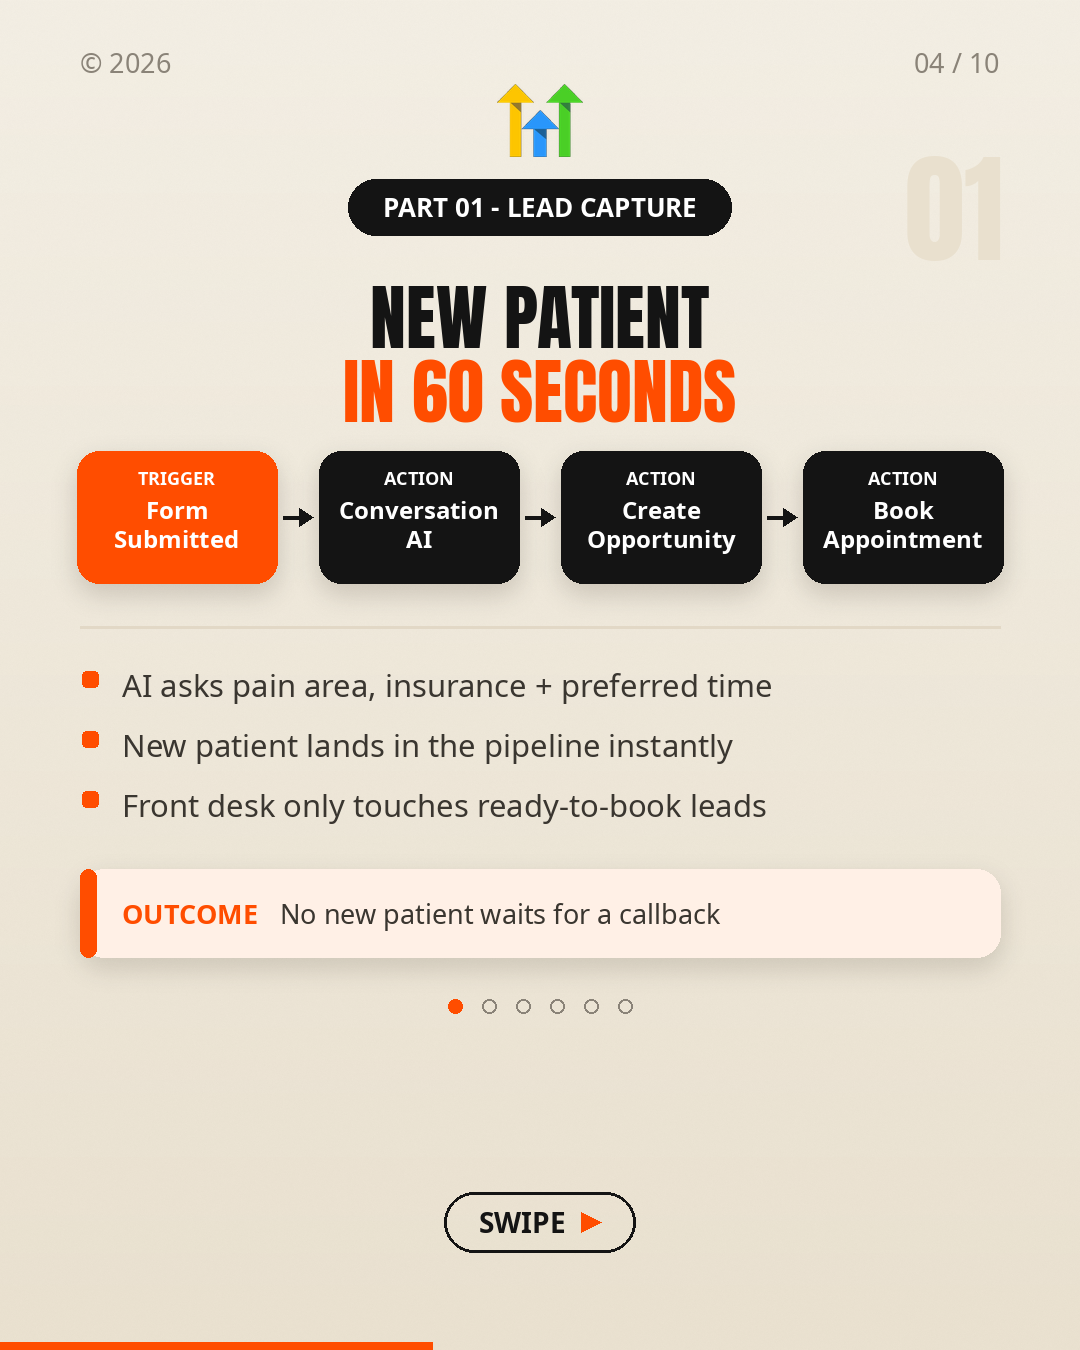 © 2026
04 / 10
PART 01 - LEAD CAPTURE
01
NEW PATIENT
IN 60 SECONDS
TRIGGER
Form
Submitted
ACTION
Conversation
AI
ACTION
Create
Opportunity
ACTION
Book
Appointment
AI asks pain area, insurance + preferred time
New patient lands in the pipeline instantly
Front desk only touches ready-to-book leads
OUTCOME No new patient waits for a callback
SWIPE